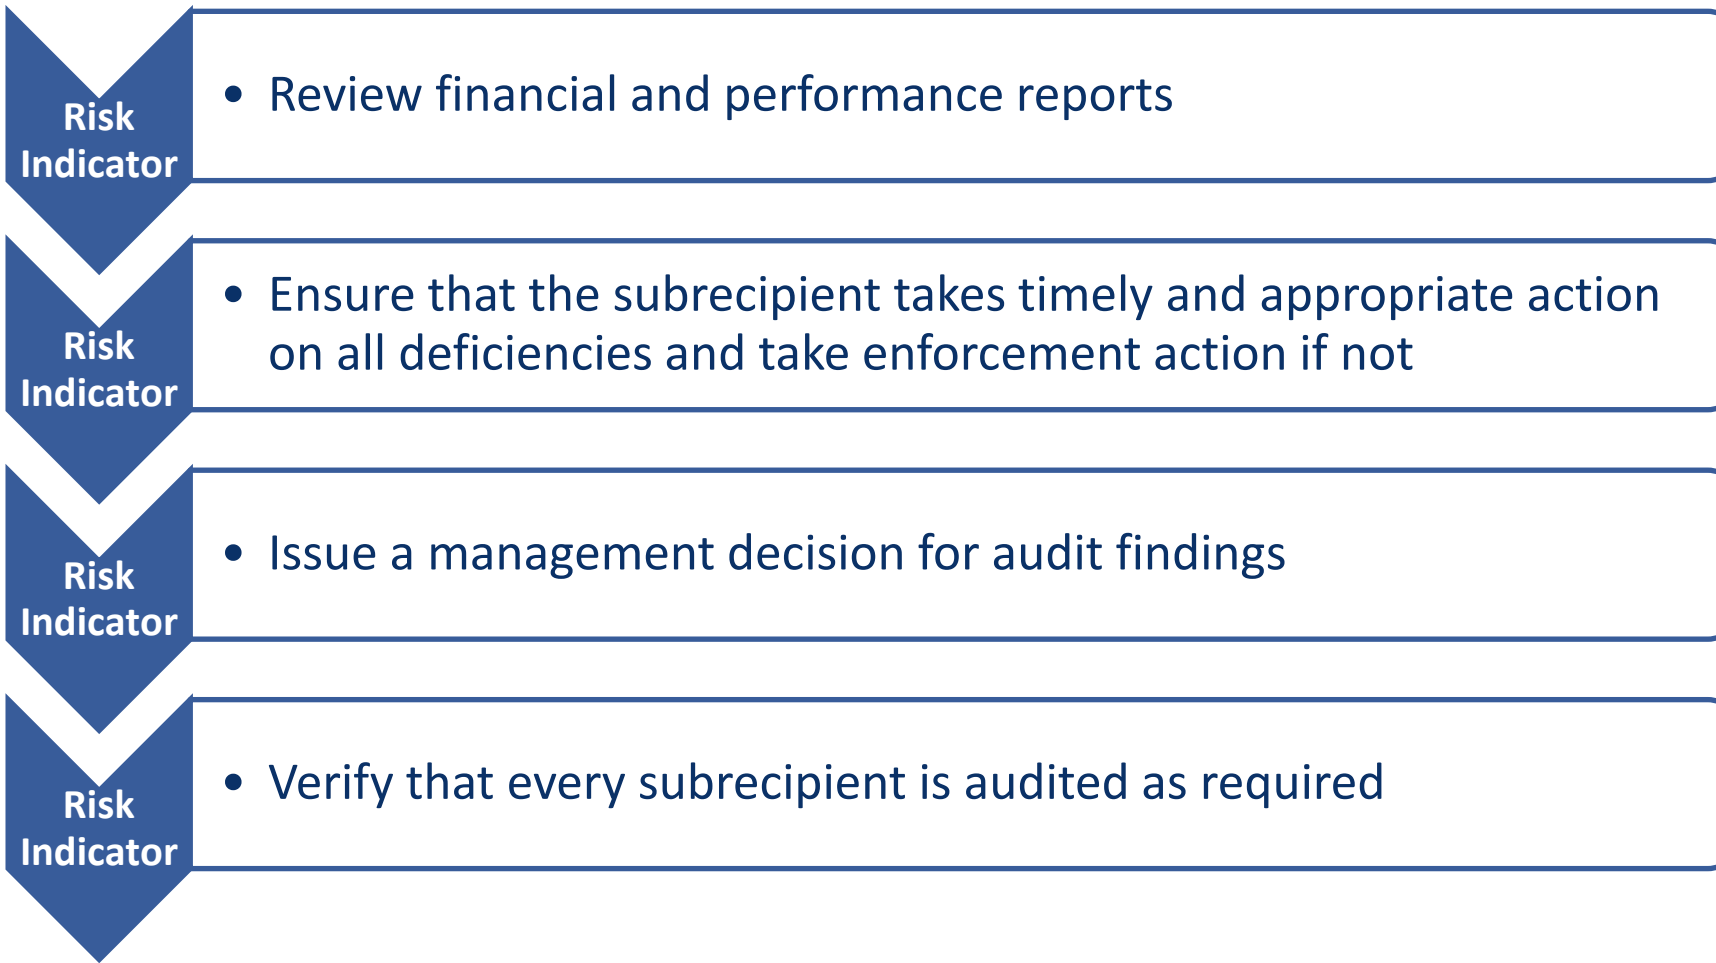 Risk
Indicator
• Review financial and performance reports
Risk
Indicator
• Ensure that the subrecipient takes timely and appropriate action
on all deficiencies and take enforcement action if not
Risk
Indicator
• Issue a management decision for audit findings
Risk
Indicator
• Verify that every subrecipient is audited as required